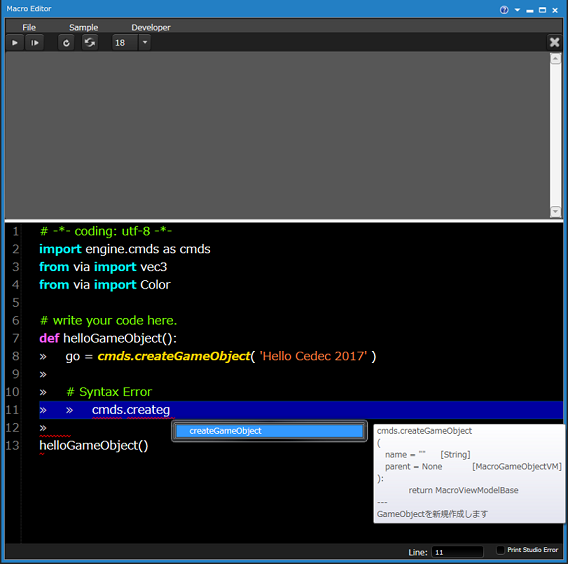 Macro Editor
File Sample Developer
18
1 # -*- coding: utf-8 -*-
2 import engine.cmds as cmds
3 from via import vec3
4 from via import Color
5
6 # write your code here.
7 def helloGameObject():
8 » go = cmds.createGameObject( 'Hello Cedec 2017' )
9 »
10 » # Syntax Error
11 » » cmds.createg
12 »
13 helloGameObject()
createGameObject
cmds.createGameObject
(
name = "" [String]
parent = None [MacroGameObjectVM]
):
return MacroViewModelBase
---
GameObjectを新規作成します
Line: 11 Print Studio Error